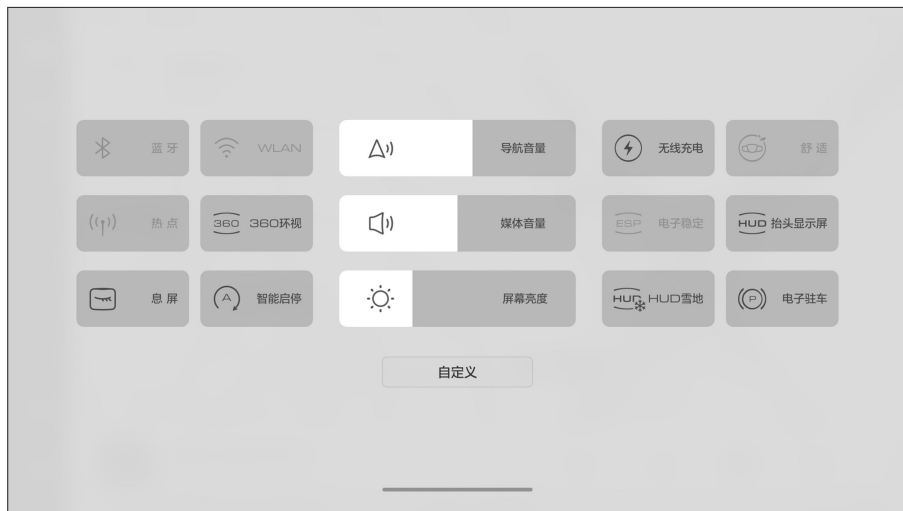 蓝牙
WLAN
导航音量
无线充电
舒适
热点
360 360环视
媒体音量
ESP 电子稳定
HUD 抬头显示屏
息屏
A 智能启停
屏幕亮度
HUD HUD雪地
P 电子驻车
自定义